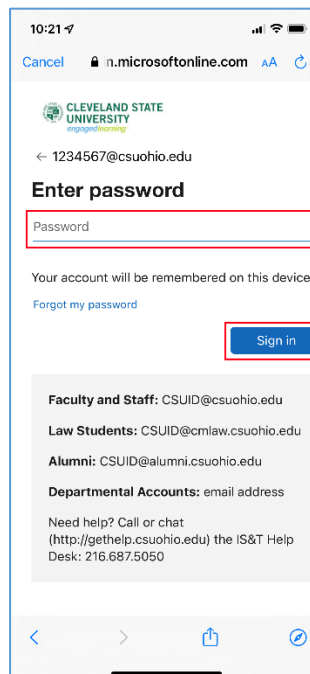 10:21
Cancel n.microsoftonline.com AA
CLEVELAND STATE
UNIVERSITY
engagedlearning
← 1234567@csuohio.edu
Enter password
Password
Your account will be remembered on this device
Forgot my password
Sign in
Faculty and Staff: CSUID@csuohio.edu
Law Students: CSUID@cmlaw.csuohio.edu
Alumni: CSUID@alumni.csuohio.edu
Departmental Accounts: email address
Need help? Call or chat
(http://gethelp.csuohio.edu) the IS&T Help
Desk: 216.687.5050